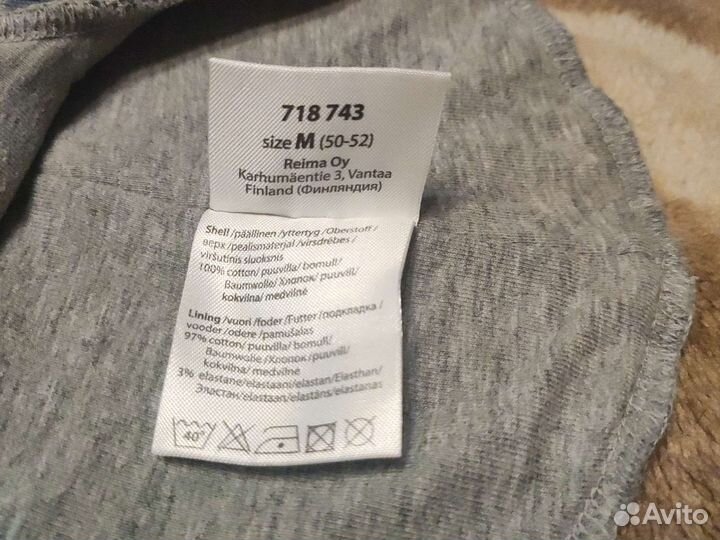 718 743
size M (50-52)
Reima Oy
Karhumäentie 3, Vantaa
Finland (Финляндия)
Shell/päällinen /yttertyg /Oberstoff/
верх /pealismaterjal /virsdrēbes/
viršutinis sluoksnis
100% cotton/ puuvilla/ bomull/
Baumwolle/ Хлопок/ puuvill/
kokvilna/ medvilnė
Lining /vuori /foder /Futter /подкладка /
vooder /odere /pamušalas
97% cotton/ puuvilla/ bomull/
Baumwolle /Хлопок /puuvill/
kokvilna/ medvilnė
3% elastane/elastaani/elastan/Elasthan/
Эластан/elastaan/elastāns/elastanas
40°
Avito